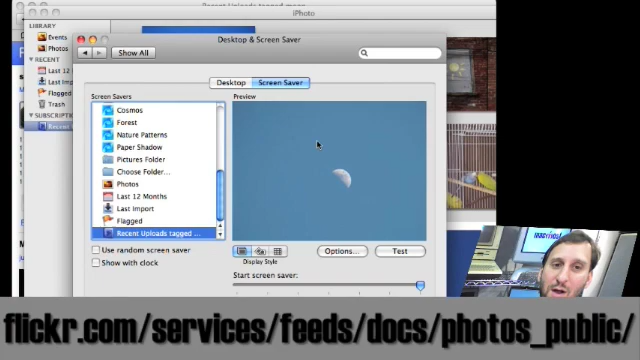 Recent Uploads tagged moon
iPhoto
LIBRARY
Events
Photos
RECENT
Last 12
Last Imp
Flagged
Trash
SUBSCRIPTIO
Recent
Desktop & Screen Saver
Show All
Desktop
Screen Saver
Screen Savers
Preview
Cosmos
Forest
Nature Patterns
Paper Shadow
Pictures Folder
Choose Folder...
Photos
Last 12 Months
Last Import
Flagged
Recent Uploads tagged ...
Use random screen saver
Show with clock
Display Style
Options...
Test
Start screen saver:
flickr.com/services/feeds/docs/photos_public/